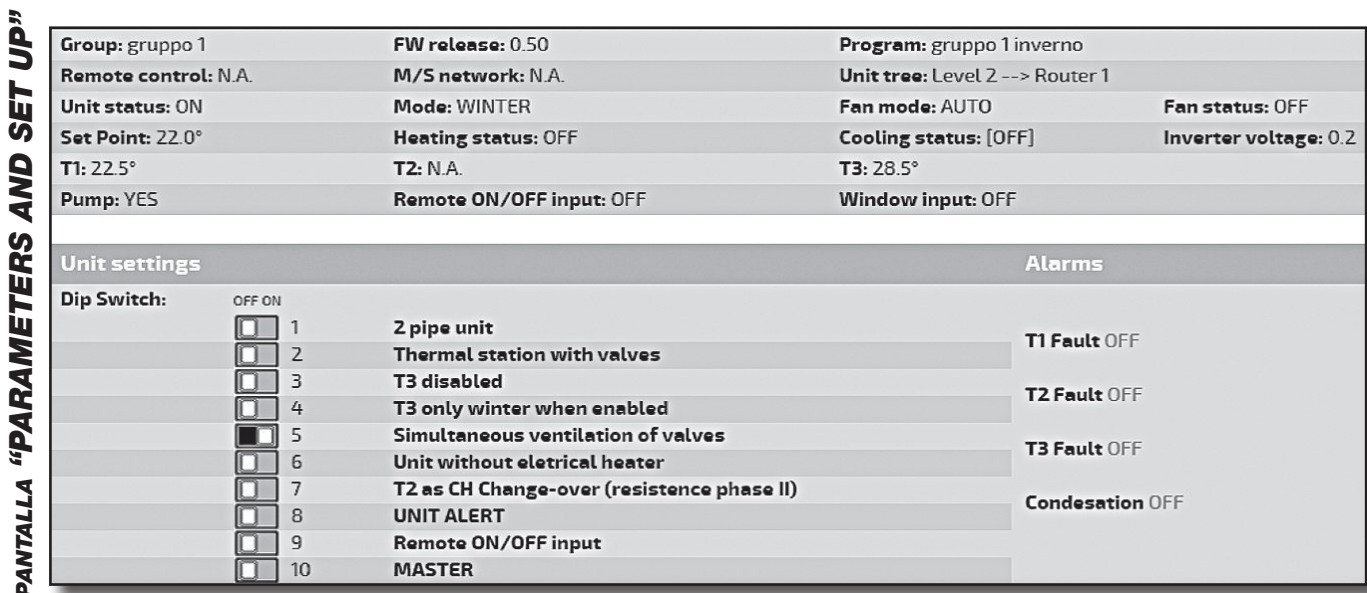 PANTALLA “PARAMETERS AND SET UP”
Group: gruppo 1 FW release: 0.50 Program: gruppo 1 inverno
Remote control: N.A. M/S network: N.A. Unit tree: Level 2 --> Router 1
Unit status: ON Mode: WINTER Fan mode: AUTO Fan status: OFF
Set Point: 22.0° Heating status: OFF Cooling status: [OFF] Inverter voltage: 0.2
T1: 22.5° T2: N.A. T3: 28.5°
Pump: YES Remote ON/OFF input: OFF Window input: OFF
Unit settings Alarms
Dip Switch: OFF ON
1 2 pipe unit
T1 Fault OFF
2 Thermal station with valves
3 T3 disabled
T2 Fault OFF
4 T3 only winter when enabled
5 Simultaneous ventilation of valves
T3 Fault OFF
6 Unit without eletrical heater
7 T2 as CH Change-over (resistence phase II)
Condesation OFF
8 UNIT ALERT
9 Remote ON/OFF input
10 MASTER